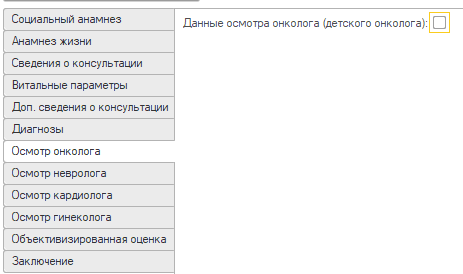 Социальный анамнез
Данные осмотра онколога (детского онколога):
Анамнез жизни
Сведения о консультации
Витальные параметры
Доп. сведения о консультации
Диагнозы
Осмотр онколога
Осмотр невролога
Осмотр кардиолога
Осмотр гинеколога
Объективизированная оценка
Заключение